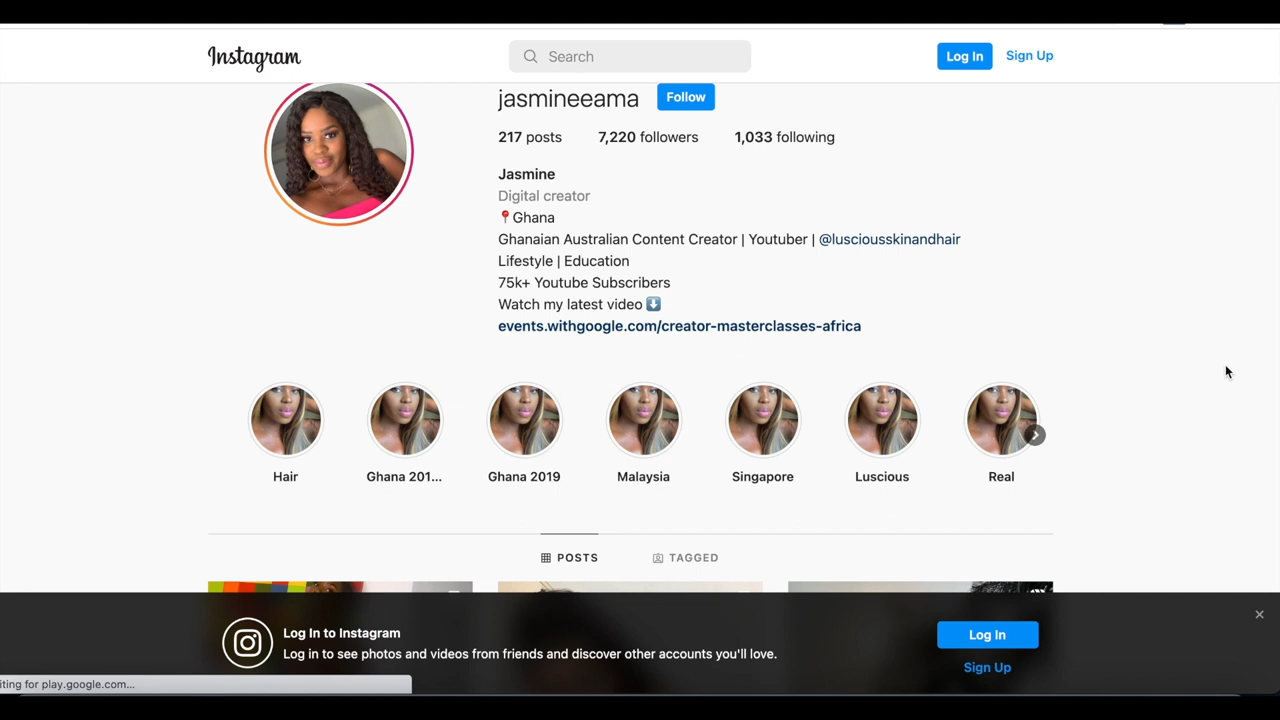 Instagram
Search
Log In
Sign Up
jasmineeama
Follow
217 posts
7,220 followers
1,033 following
Jasmine
Digital creator
📍Ghana
Ghanaian Australian Content Creator | Youtuber | @lusciousskinandhair
Lifestyle | Education
75k+ Youtube Subscribers
Watch my latest video ⬇️
events.withgoogle.com/creator-masterclasses-africa
Hair
Ghana 201...
Ghana 2019
Malaysia
Singapore
Luscious
Real
POSTS
TAGGED
Log In to Instagram
Log in to see photos and videos from friends and discover other accounts you'll love.
Log In
Sign Up
iting for play.google.com...